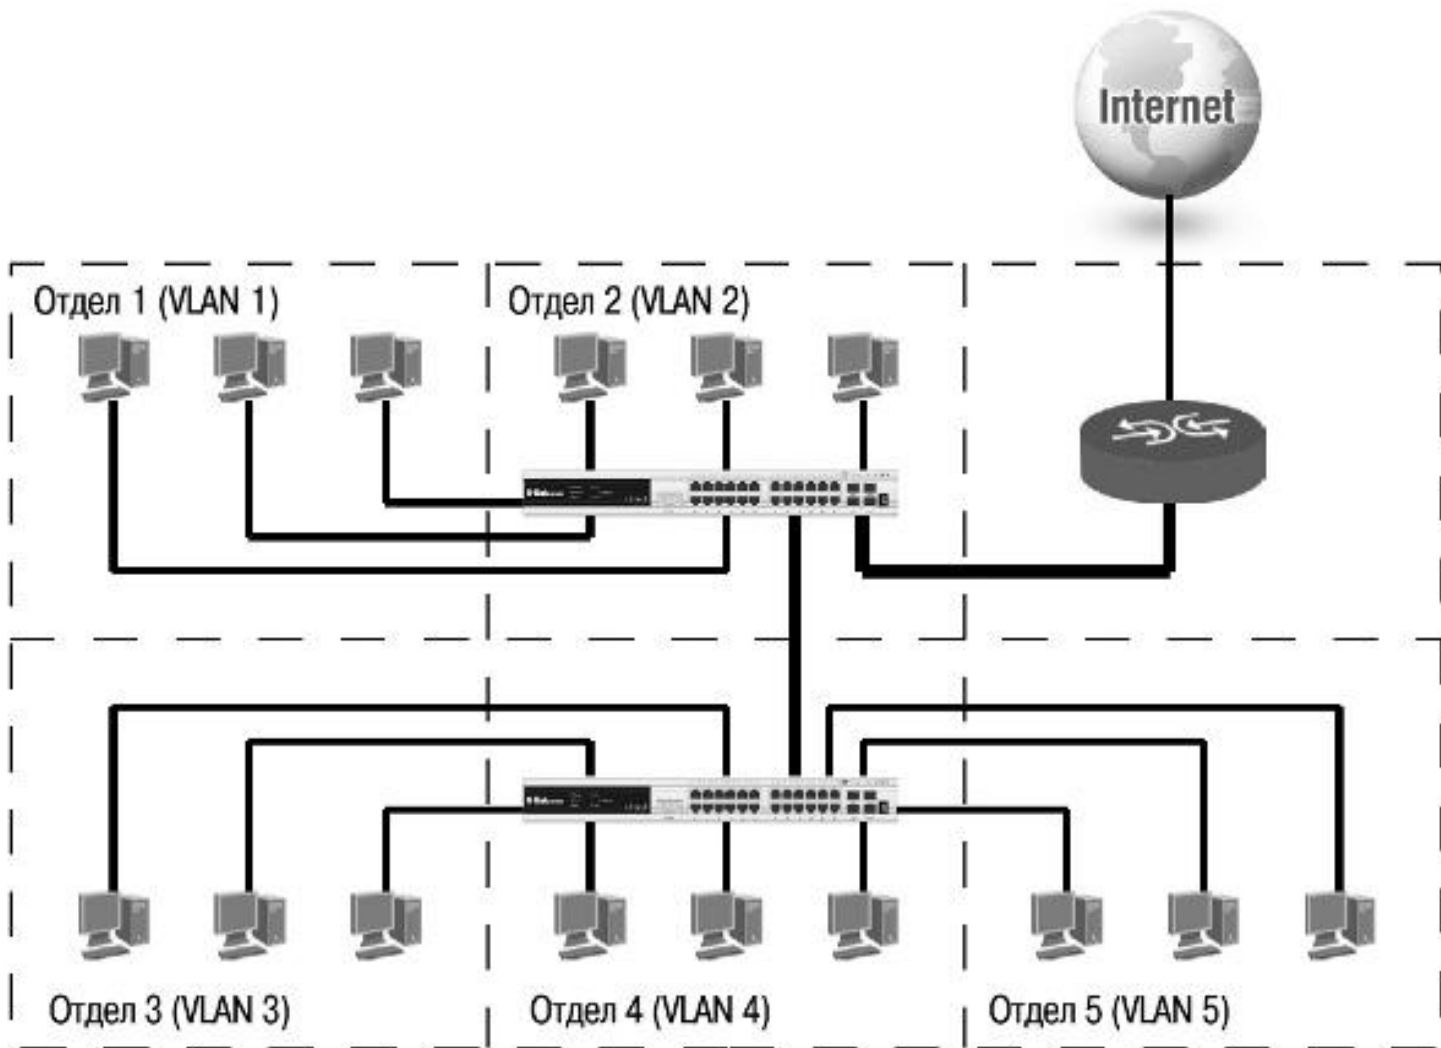 Internet
Отдел 1 (VLAN 1)
Отдел 2 (VLAN 2)
Отдел 3 (VLAN 3)
Отдел 4 (VLAN 4)
Отдел 5 (VLAN 5)